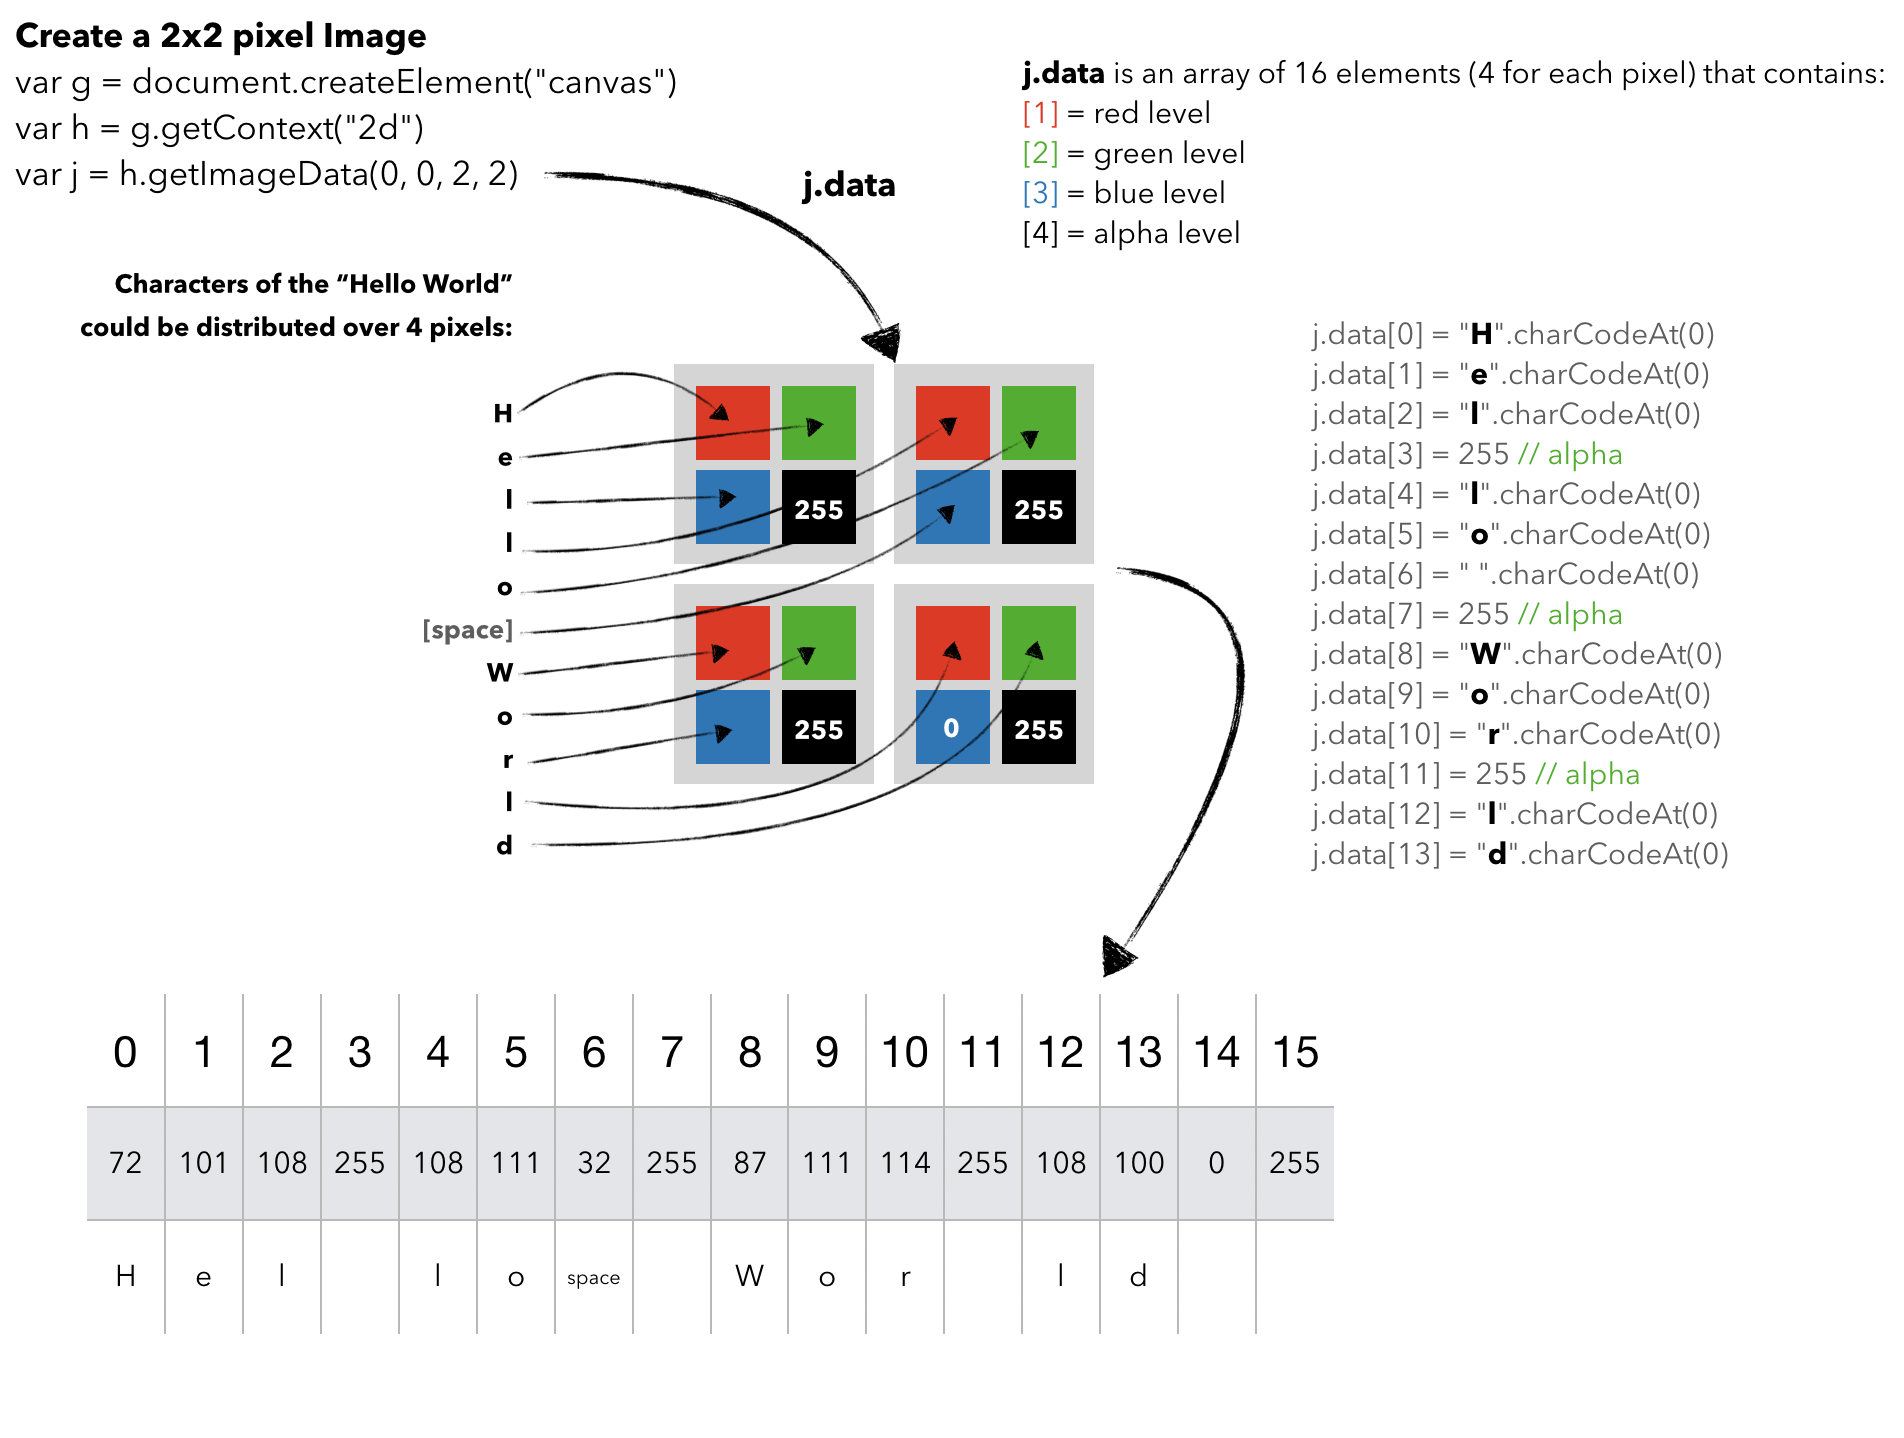 Create a 2x2 pixel Image
var g = document.createElement("canvas")
var h = g.getContext("2d")
var j = h.getImageData(0, 0, 2, 2)
j.data
j.data is an array of 16 elements (4 for each pixel) that contains:
[1] = red level
[2] = green level
[3] = blue level
[4] = alpha level
Characters of the “Hello World”
could be distributed over 4 pixels:
H
e
l
l
o
[space]
W
o
r
l
d
255
255
255
0
255
j.data[0] = "H".charCodeAt(0)
j.data[1] = "e".charCodeAt(0)
j.data[2] = "l".charCodeAt(0)
j.data[3] = 255 // alpha
j.data[4] = "l".charCodeAt(0)
j.data[5] = "o".charCodeAt(0)
j.data[6] = " ".charCodeAt(0)
j.data[7] = 255 // alpha
j.data[8] = "W".charCodeAt(0)
j.data[9] = "o".charCodeAt(0)
j.data[10] = "r".charCodeAt(0)
j.data[11] = 255 // alpha
j.data[12] = "l".charCodeAt(0)
j.data[13] = "d".charCodeAt(0)
0 1 2 3 4 5 6 7 8 9 10 11 12 13 14 15
72 101 108 255 108 111 32 255 87 111 114 255 108 100 0 255
H e l l o space W o r l d